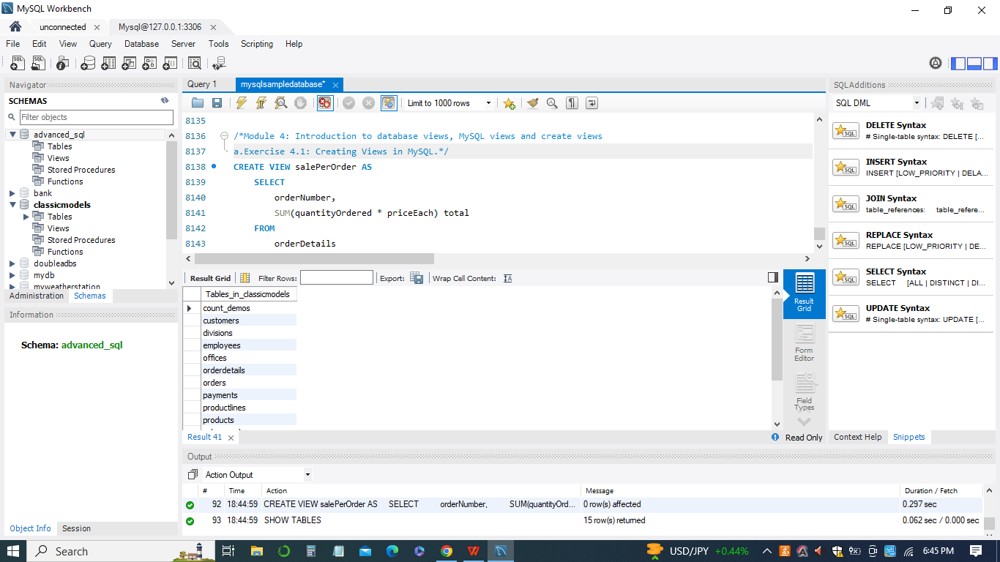 MySQL Workbench
unconnected
Mysql@127.0.0.1:3306
File Edit View Query Database Server Tools Scripting Help
Navigator
SCHEMAS
Filter objects
advanced_sql
Tables
Views
Stored Procedures
Functions
bank
classicmodels
Tables
Views
Stored Procedures
Functions
doubleadbs
mydb
myweatherstation
Administration Schemas
Information
Schema: advanced_sql
Object Info Session
Query 1
mysqlsampledatabase*
Limit to 1000 rows
8135
8136 /*Module 4: Introduction to database views, MySQL views and create views
8137 a.Exercise 4.1: Creating Views in MySQL.*/
8138 CREATE VIEW salePerOrder AS
8139 SELECT
8140 orderNumber,
8141 SUM(quantityOrdered * priceEach) total
8142 FROM
8143 orderDetails
Result Grid Filter Rows: Export: Wrap Cell Content:
Tables_in_classicmodels
count_demos
customers
divisions
employees
offices
orderdetails
orders
payments
productlines
products
Result Grid
Form Editor
Field Types
Result 41
Read Only
Output
Action Output
# Time Action Message Duration / Fetch
92 18:44:59 CREATE VIEW salePerOrder AS SELECT orderNumber, SUM(quantityOrd... 0 row(s) affected 0.297 sec
93 18:44:59 SHOW TABLES 15 row(s) returned 0.062 sec / 0.000 sec
SQLAdditions
SQL DML
DELETE Syntax
# Single-table syntax: DELETE [...
INSERT Syntax
INSERT [LOW_PRIORITY | DELA...
JOIN Syntax
table_references: table_refere...
REPLACE Syntax
REPLACE [LOW_PRIORITY | DE...
SELECT Syntax
SELECT [ALL | DISTINCT | DI...
UPDATE Syntax
# Single-table syntax: UPDATE [...
Context Help Snippets
Search
USD/JPY +0.44%
6:45 PM